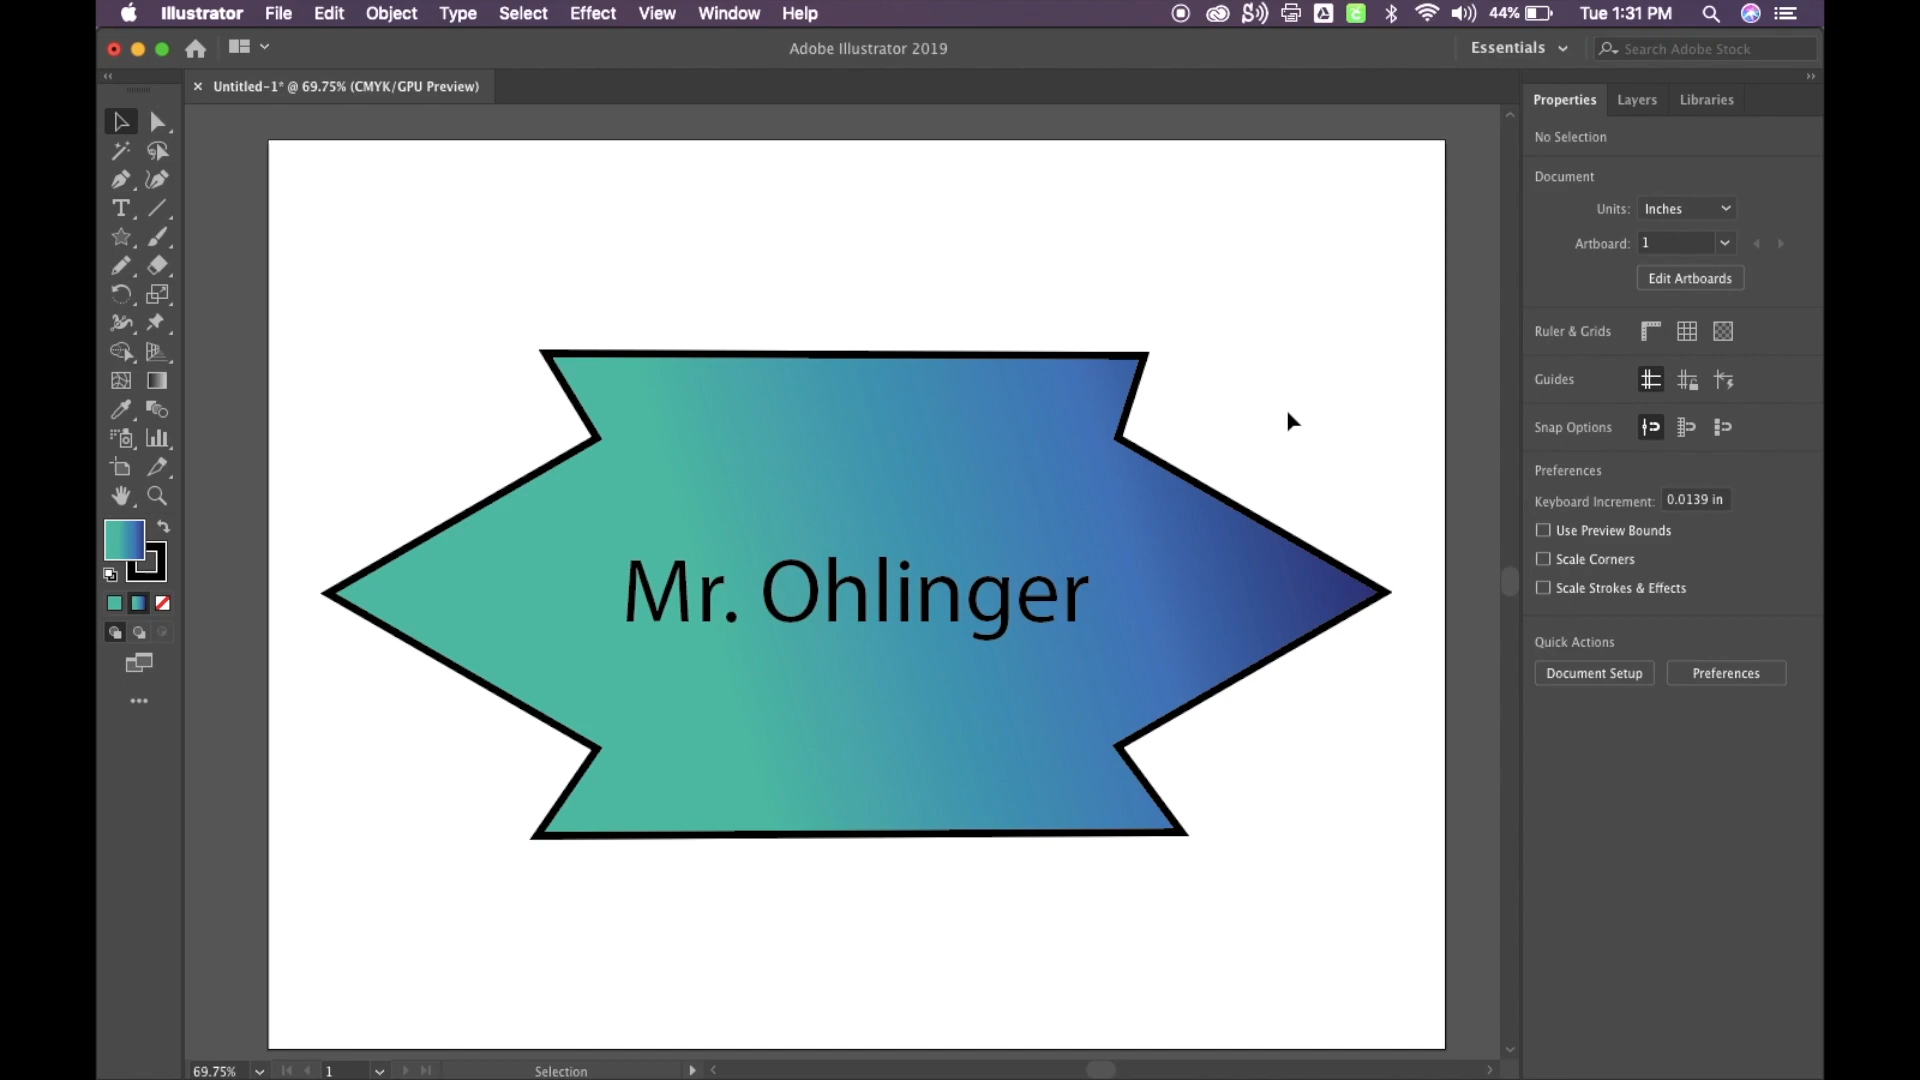 Illustrator File Edit Object Type Select Effect View Window Help 44% Tue 1:31 PM
Adobe Illustrator 2019 Essentials Search Adobe Stock
Untitled-1* @ 69.75% (CMYK/GPU Preview)
Properties Layers Libraries
No Selection
Document
Units: Inches
Artboard: 1
Edit Artboards
Ruler & Grids
Guides
Snap Options
Preferences
Keyboard Increment: 0.0139 in
Use Preview Bounds
Scale Corners
Scale Strokes & Effects
Quick Actions
Document Setup Preferences
Mr. Ohlinger
69.75% 1 Selection